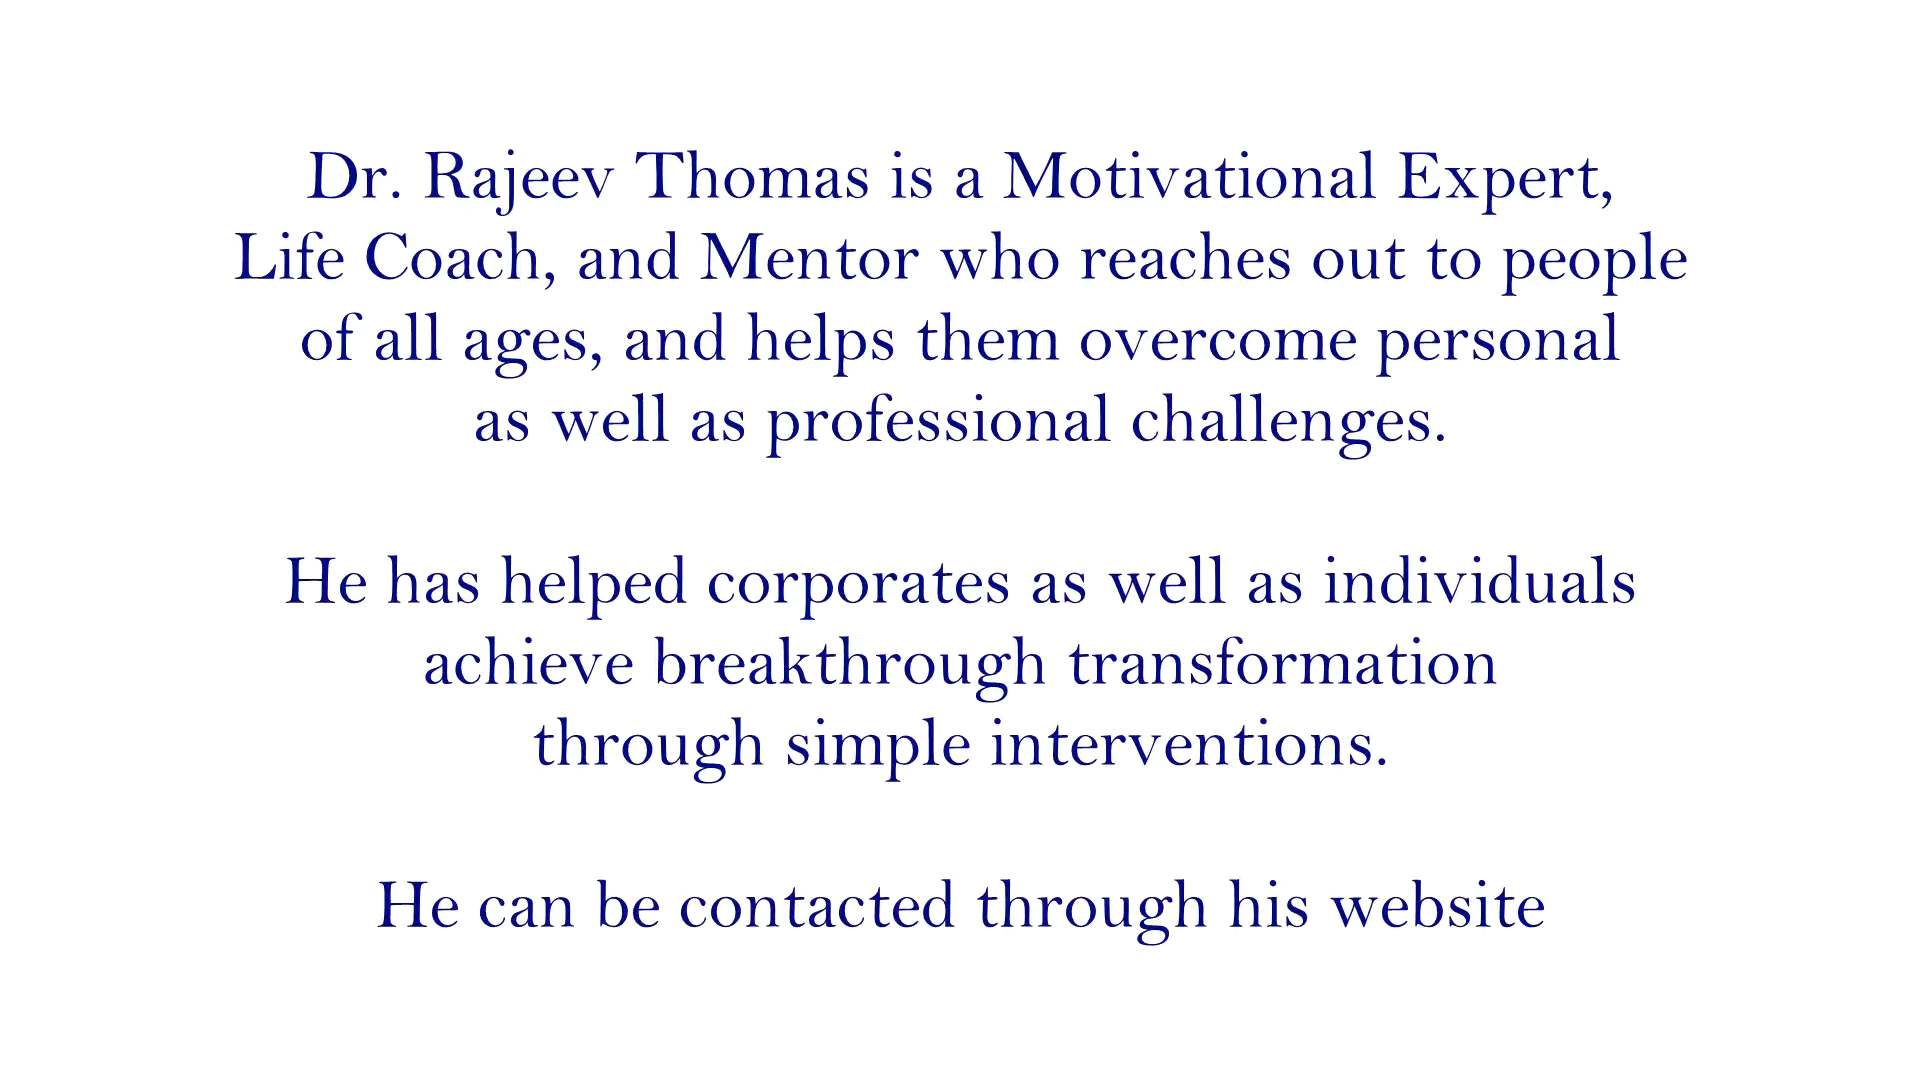 Dr. Rajeev Thomas is a Motivational Expert,
Life Coach, and Mentor who reaches out to people
of all ages, and helps them overcome personal
as well as professional challenges.
He has helped corporates as well as individuals
achieve breakthrough transformation
through simple interventions.
He can be contacted through his website